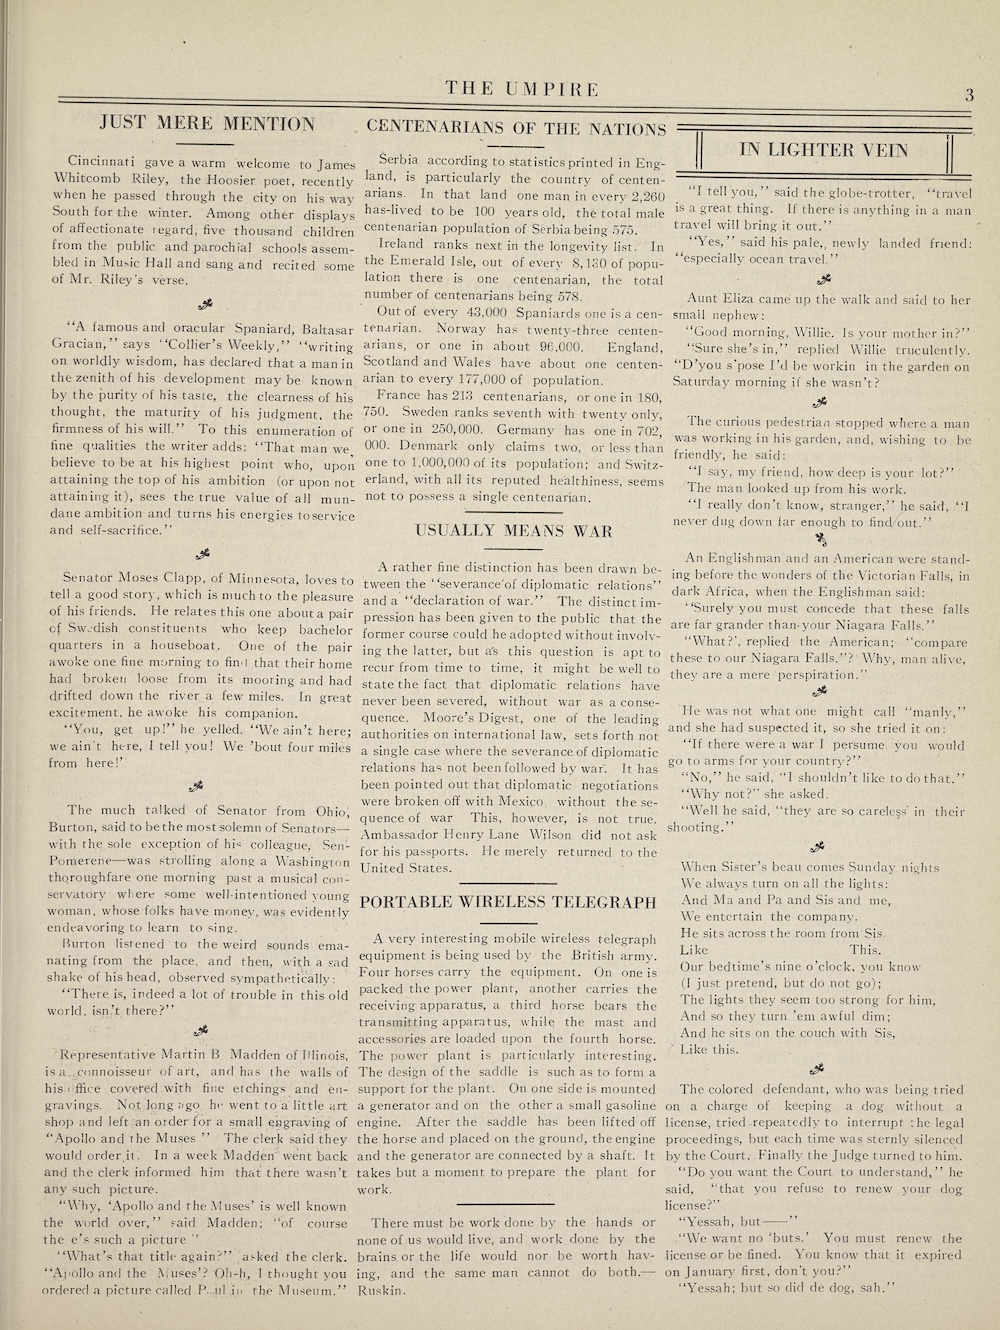 THE UMPIRE
3
JUST MERE MENTION
Cincinnati gave a warm welcome to James
Whitcomb Riley, the Hoosier poet, recently
when he passed through the city on his way
South for the winter. Among other displays
of affectionate regard, five thousand children
from the public and parochial schools assem-
bled in Music Hall and sang and recited some
of Mr. Riley's verse.
"A famous and oracular Spaniard, Baltasar
Gracian," says "Collier's Weekly," "writing
on worldly wisdom, has declared that a man in
the zenith of his development may be known
by the purity of his taste, the clearness of his
thought, the maturity of his judgment, the
firmness of his will." To this enumeration of
fine qualities the writer adds: "That man we
believe to be at his highest point who, upon
attaining the top of his ambition (or upon not
attaining it), sees the true value of all mun-
dane ambition and turns his energies to service
and self-sacrifice."
Senator Moses Clapp, of Minnesota, loves to
tell a good story, which is much to the pleasure
of his friends. He relates this one about a pair
of Swedish constituents who keep bachelor
quarters in a houseboat. One of the pair
awoke one fine morning to find that their home
had broken loose from its mooring and had
drifted down the river a few miles. In great
excitement, he awoke his companion.
"You, get up!" he yelled. "We ain't here;
we ain't here, I tell you! We 'bout four miles
from here!'
The much talked of Senator from Ohio,
Burton, said to be the most solemn of Senators—
with the sole exception of his colleague, Sen-
Pomerene—was strolling along a Washington
thoroughfare one morning past a musical con-
servatory where some well-intentioned young
woman, whose folks have money, was evidently
endeavoring to learn to sing.
Burton listened to the weird sounds ema-
nating from the place, and then, with a sad
shake of his head, observed sympathetically:
"There is, indeed a lot of trouble in this old
world, isn't there?"
Representative Martin B Madden of Illinois,
is a connoisseur of art, and has the walls of
his office covered with fine etchings and en-
gravings. Not long ago he went to a little art
shop and left an order for a small engraving of
"Apollo and the Muses " The clerk said they
would order it. In a week Madden went back
and the clerk informed him that there wasn't
any such picture.
"Why, 'Apollo and the Muses' is well known
the world over," said Madden; "of course
the e's such a picture "
"What's that title again?" asked the clerk.
"Apollo and the Muses'? Oh-h, I thought you
ordered a picture called Paul in the Museum."
CENTENARIANS OF THE NATIONS
Serbia according to statistics printed in Eng-
land, is particularly the country of centen-
arians. In that land one man in every 2,260
has-lived to be 100 years old, the total male
centenarian population of Serbia being 575.
Ireland ranks next in the longevity list. In
the Emerald Isle, out of every 8,130 of popu-
lation there is one centenarian, the total
number of centenarians being 578.
Out of every 43,000 Spaniards one is a cen-
tenarian. Norway has twenty-three centen-
arians, or one in about 96,000. England,
Scotland and Wales have about one centen-
arian to every 177,000 of population.
France has 213 centenarians, or one in 180,
750. Sweden ranks seventh with twenty only,
or one in 250,000. Germany has one in 702,
000. Denmark only claims two, or less than
one to 1,000,000 of its population; and Switz-
erland, with all its reputed healthiness, seems
not to possess a single centenarian.
USUALLY MEANS WAR
A rather fine distinction has been drawn be-
tween the "severance'of diplomatic relations"
and a "declaration of war." The distinct im-
pression has been given to the public that the
former course could he adopted without involv-
ing the latter, but as this question is apt to
recur from time to time, it might be well to
state the fact that diplomatic relations have
never been severed, without war as a conse-
quence. Moore's Digest, one of the leading
authorities on international law, sets forth not
a single case where the severance of diplomatic
relations has not been followed by war. It has
been pointed out that diplomatic negotiations
were broken off with Mexico without the se-
quence of war This, however, is not true.
Ambassador Henry Lane Wilson did not ask
for his passports. He merely returned to the
United States.
PORTABLE WIRELESS TELEGRAPH
A very interesting mobile wireless telegraph
equipment is being used by the British army.
Four horses carry the equipment. On one is
packed the power plant, another carries the
receiving apparatus, a third horse bears the
transmitting apparatus, while the mast and
accessories are loaded upon the fourth horse.
The power plant is particularly interesting.
The design of the saddle is such as to form a
support for the plant. On one side is mounted
a generator and on the other a small gasoline
engine. After the saddle has been lifted off
the horse and placed on the ground, the engine
and the generator are connected by a shaft. It
takes but a moment to prepare the plant for
work.
There must be work done by the hands or
none of us would live, and work done by the
brains or the life would nor be worth hav-
ing, and the same man cannot do both.—
Ruskin.
IN LIGHTER VEIN
"I tell you," said the globe-trotter, "travel
is a great thing. If there is anything in a man
travel will bring it out."
"Yes," said his pale,, newly landed friend:
"especially ocean travel."
Aunt Eliza came up the walk and said to her
small nephew:
"Good morning, Willie. Is your mother in?"
"Sure she's in," replied Willie truculently.
"D'you s'pose I'd be workin in the garden on
Saturday morning if she wasn't?
The curious pedestrian stopped where a man
was working in his garden, and, wishing to be
friendly, he said:
"I say, my friend, how deep is your lot?"
The man looked up from his work.
"I really don't know, stranger," he said, "I
never dug down far enough to find out."
An Englishman and an American were stand-
ing before the wonders of the Victorian Falls, in
dark Africa, when the Englishman said:
"Surely you must concede that these falls
are far grander than your Niagara Falls."
"What?', replied the American; "compare
these to our Niagara Falls,"? Why, man alive,
they are a mere perspiration."
He was not what one might call "manly,"
and she had suspected it, so she tried it on:
"If there were a war I persume you would
go to arms for your country?"
"No," he said, "I shouldn't like to do that."
"Why not?" she asked.
"Well he said, "they are so careless in their
shooting."
When Sister's beau comes Sunday nights
We always turn on all the lights:
And Ma and Pa and Sis and me,
We entertain the company.
He sits across the room from Sis
Like This.
Our bedtime's nine o'clock, you know
(I just pretend, but do not go);
The lights they seem too strong for him,
And so they turn 'em awful dim;
And he sits on the couch with Sis,
Like this.
The colored defendant, who was being tried
on a charge of keeping a dog without a
license, tried repeatedly to interrupt the legal
proceedings, but each time was sternly silenced
by the Court. Finally the Judge turned to him.
"Do you want the Court to understand," he
said, "that you refuse to renew your dog
license?"
"Yessah, but——"
"We want no 'buts.' You must renew the
license or be fined. You know that it expired
on January first, don't you?"
"Yessah; but so did de dog, sah."